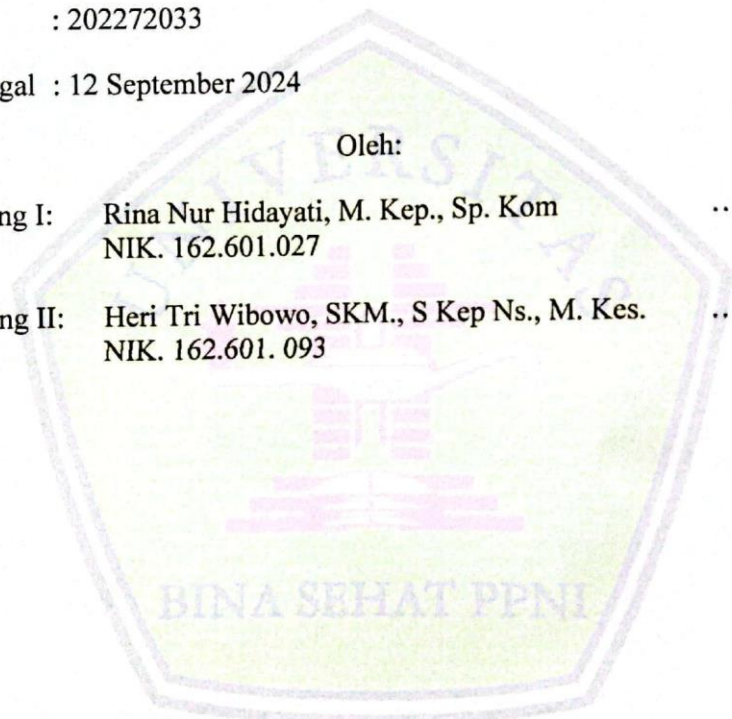 : 202272033
gal : 12 September 2024
Oleh:
ng I: Rina Nur Hidayati, M. Kep., Sp. Kom ..
NIK. 162.601.027
ng II: Heri Tri Wibowo, SKM., S Kep Ns., M. Kes. ..
NIK. 162.601. 093
UNIVERSITAS
BINA SEHAT PPNI